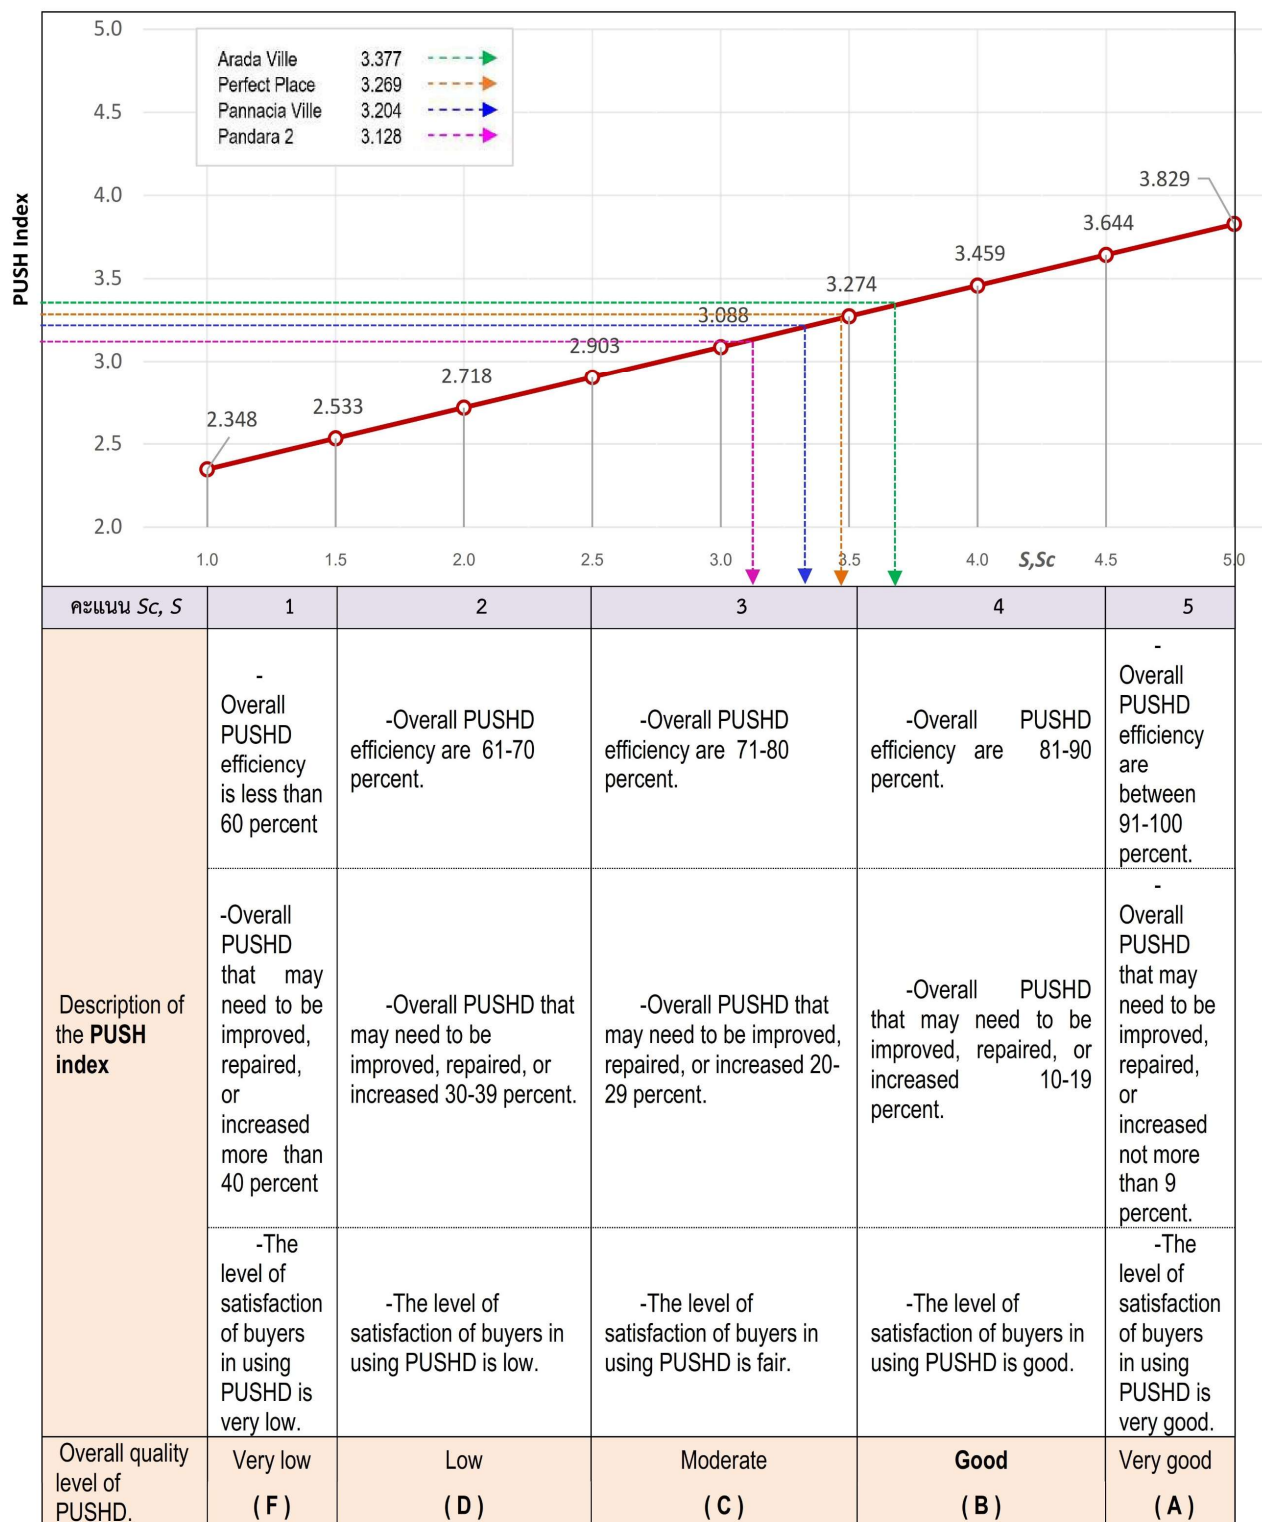 5.0
4.5
4.0
3.5
3.0
2.5
2.0
PUSH Index
Arada Ville 3.377
Perfect Place 3.269
Pannacia Ville 3.204
Pandara 2 3.128
2.348
2.533
2.718
2.903
3.088
3.274
3.459
3.644
3.829
1.0 1.5 2.0 2.5 3.0 3.5 4.0 S,Sc 4.5 5.0
คะแนน Sc, S 1 2 3 4 5
Description of
the PUSH
index
-
Overall
PUSHD
efficiency
is less than
60 percent
-Overall PUSHD
efficiency are 61-70
percent.
-Overall PUSHD
efficiency are 71-80
percent.
-Overall PUSHD
efficiency are 81-90
percent.
-
Overall
PUSHD
efficiency
are
between
91-100
percent.
-Overall
PUSHD
that may
need to be
improved,
repaired,
or
increased
more than
40 percent
-Overall PUSHD that
may need to be
improved, repaired, or
increased 30-39 percent.
-Overall PUSHD that
may need to be improved,
repaired, or increased 20-
29 percent.
-Overall PUSHD
that may need to be
improved, repaired, or
increased 10-19
percent.
-
Overall
PUSHD
that may
need to be
improved,
repaired,
or
increased
not more
than 9
percent.
-The
level of
satisfaction
of buyers
in using
PUSHD is
very low.
-The level of
satisfaction of buyers in
using PUSHD is low.
-The level of
satisfaction of buyers in
using PUSHD is fair.
-The level of
satisfaction of buyers in
using PUSHD is good.
-The
level of
satisfaction
of buyers
in using
PUSHD is
very good.
Overall quality
level of
PUSHD.
Very low
( F )
Low
( D )
Moderate
( C )
Good
( B )
Very good
( A )